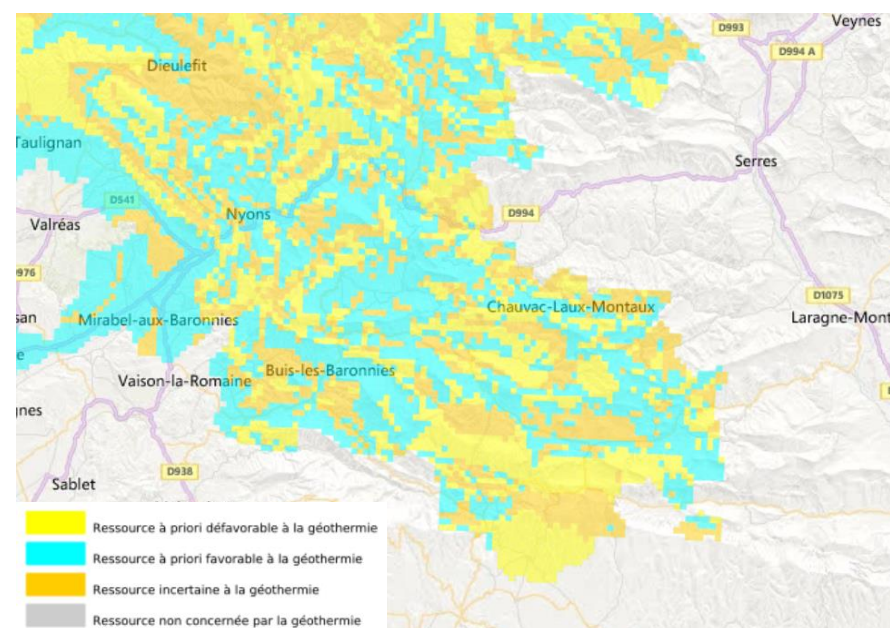 D993
Veynes
D994 A
Dieulefit
Taulignan
Serres
D541
Nyons
D994
Valréas
976
D1075
Chauvac-Laux-Montaux
san
Mirabel-aux-Baronnies
Laragne-Mont
e
Buis-les-Baronnies
Vaison-la-Romaine
D
gnes
D938
Sablet
Ressource à priori défavorable à la géothermie
Ressource à priori favorable à la géothermie
Ressource incertaine à la géothermie
Ressource non concernée par la géothermie